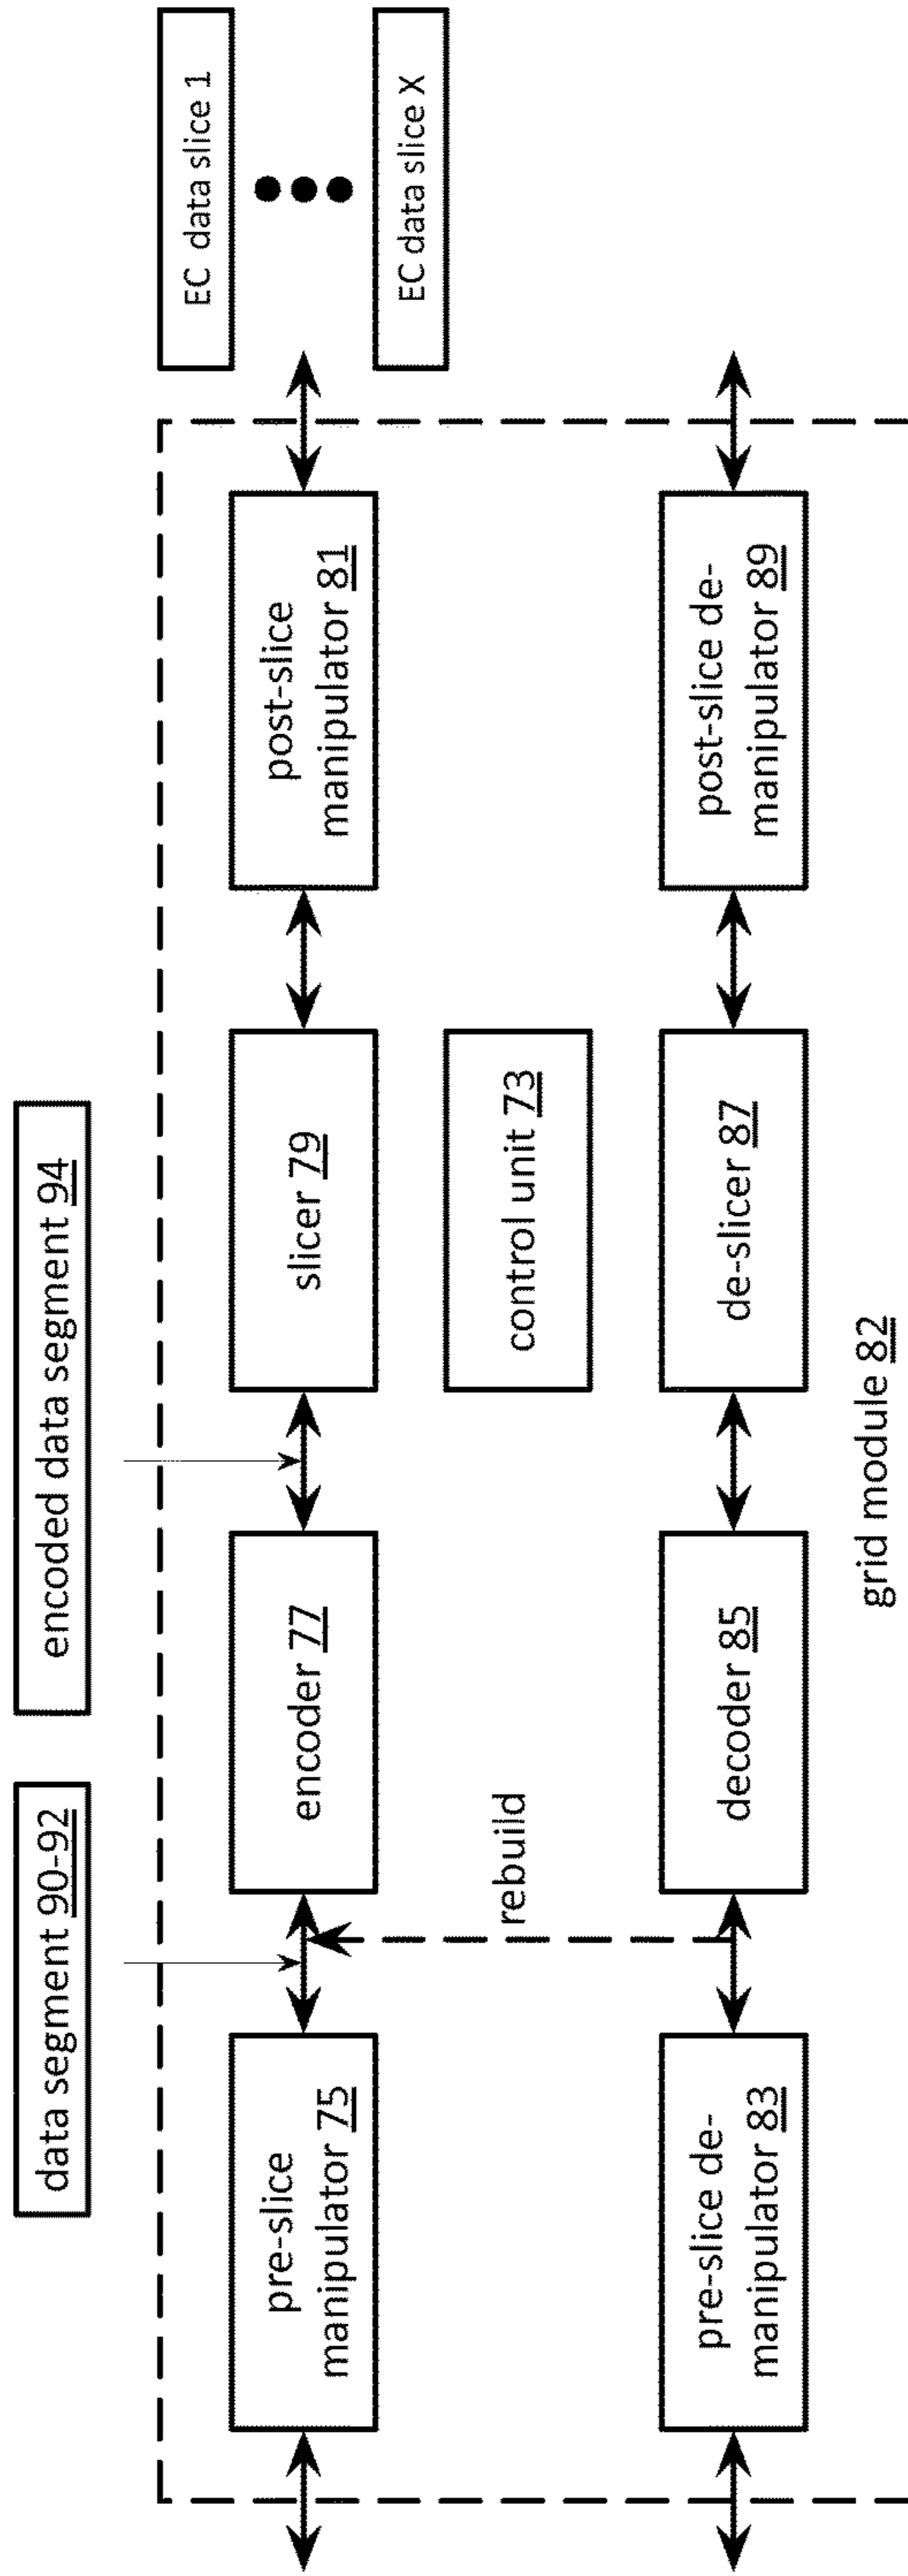 data segment 90-92
encoded data segment 94
pre-slice
manipulator 75
encoder 77
slicer 79
post-slice
manipulator 81
EC  data slice 1
EC data slice X
rebuild
control unit 73
pre-slice de-
manipulator 83
decoder 85
de-slicer 87
post-slice de-
manipulator 89
grid module 82